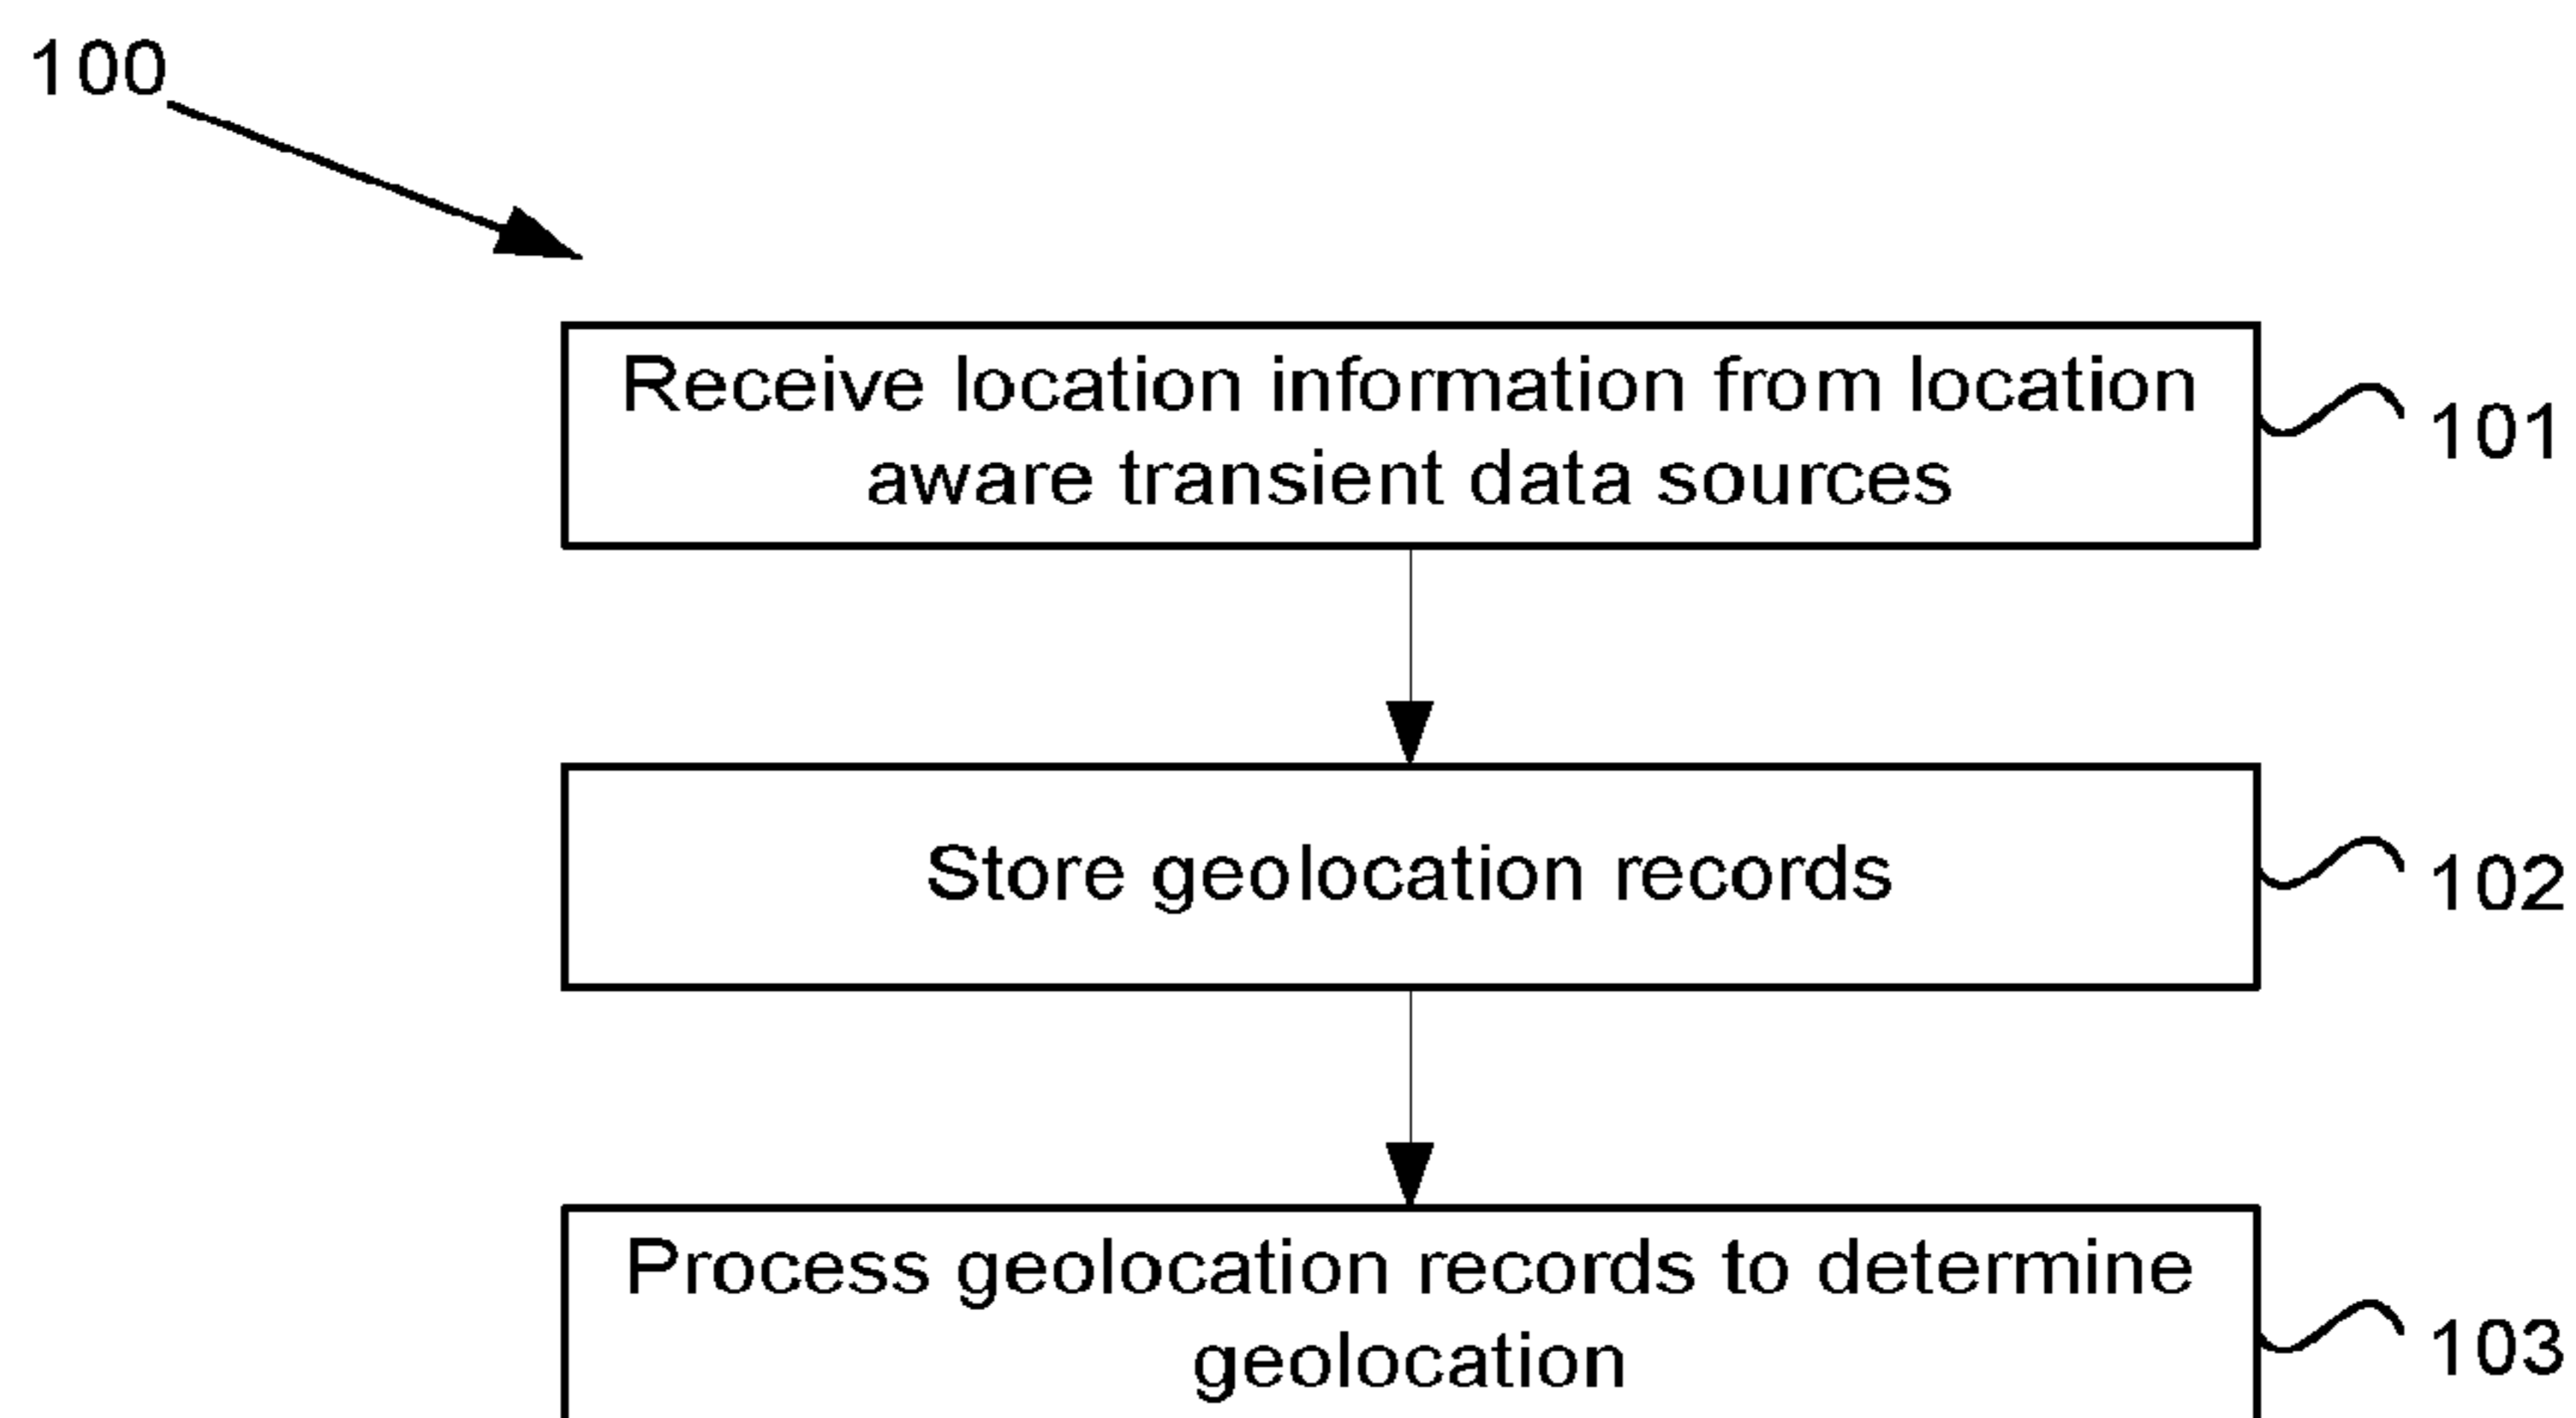 100
Receive location information from location
aware transient data sources
101
Store geolocation records
102
Process geolocation records to determine
geolocation
103